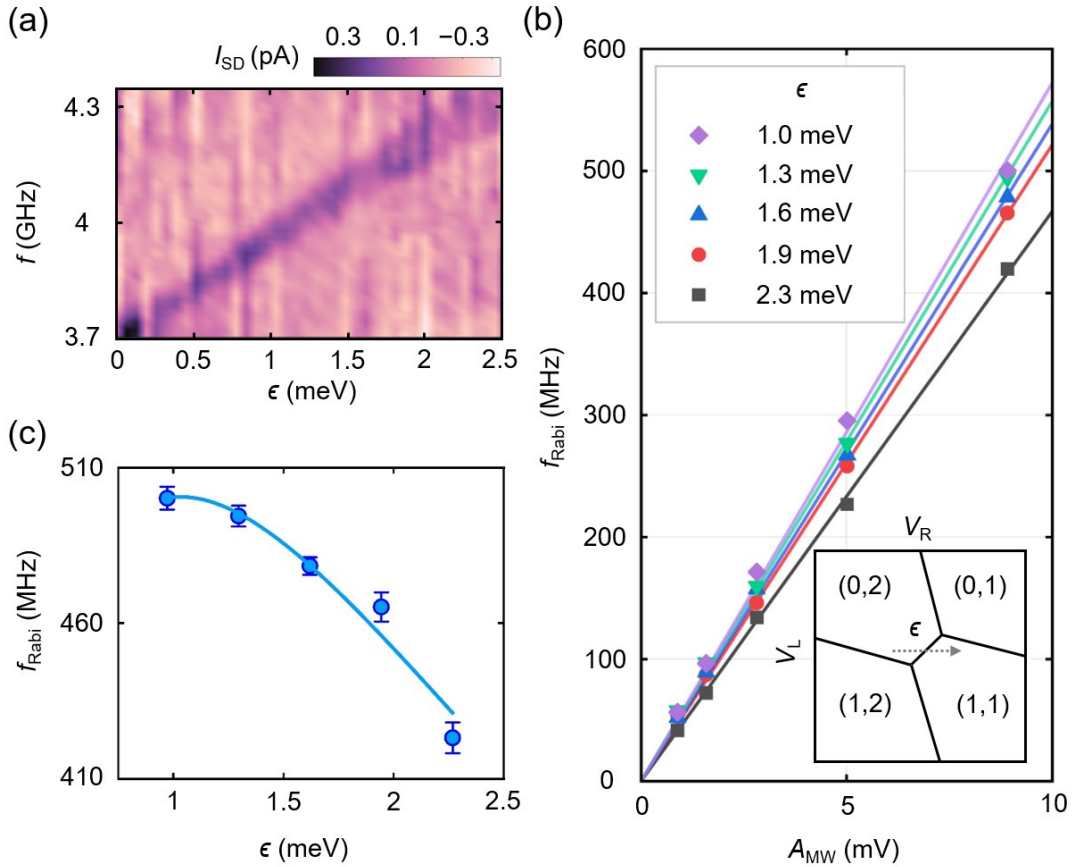 (a)
I_SD (pA)
0.3 0.1 −0.3
4.3
4
3.7
f (GHz)
0 0.5 1 1.5 2 2.5
ϵ (meV)
(b)
600
500
400
300
200
100
0
f_Rabi (MHz)
ϵ
1.0 meV
1.3 meV
1.6 meV
1.9 meV
2.3 meV
V_R
V_L
(0,2) (0,1)
ϵ
(1,2) (1,1)
0 5 10
A_MW (mV)
(c)
510
460
410
f_Rabi (MHz)
1 1.5 2 2.5
ϵ (meV)